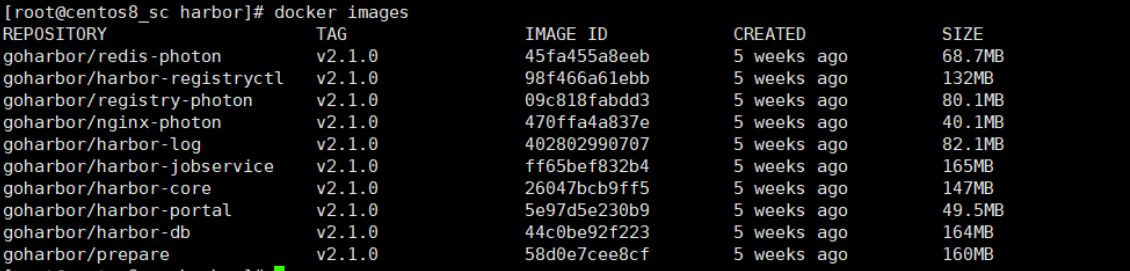 [root@centos8_sc harbor]# docker images
REPOSITORY TAG IMAGE ID CREATED SIZE
goharbor/redis-photon v2.1.0 45fa455a8eeb 5 weeks ago 68.7MB
goharbor/harbor-registryctl v2.1.0 98f466a61ebb 5 weeks ago 132MB
goharbor/registry-photon v2.1.0 09c818fabdd3 5 weeks ago 80.1MB
goharbor/nginx-photon v2.1.0 470ffa4a837e 5 weeks ago 40.1MB
goharbor/harbor-log v2.1.0 402802990707 5 weeks ago 82.1MB
goharbor/harbor-jobservice v2.1.0 ff65bef832b4 5 weeks ago 165MB
goharbor/harbor-core v2.1.0 26047bcb9ff5 5 weeks ago 147MB
goharbor/harbor-portal v2.1.0 5e97d5e230b9 5 weeks ago 49.5MB
goharbor/harbor-db v2.1.0 44c0be92f223 5 weeks ago 164MB
goharbor/prepare v2.1.0 58d0e7cee8cf 5 weeks ago 160MB